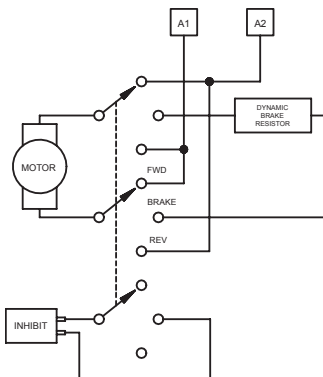 A1
A2
DYNAMIC
BRAKE
RESISTOR
MOTOR
FWD
BRAKE
REV
INHIBIT